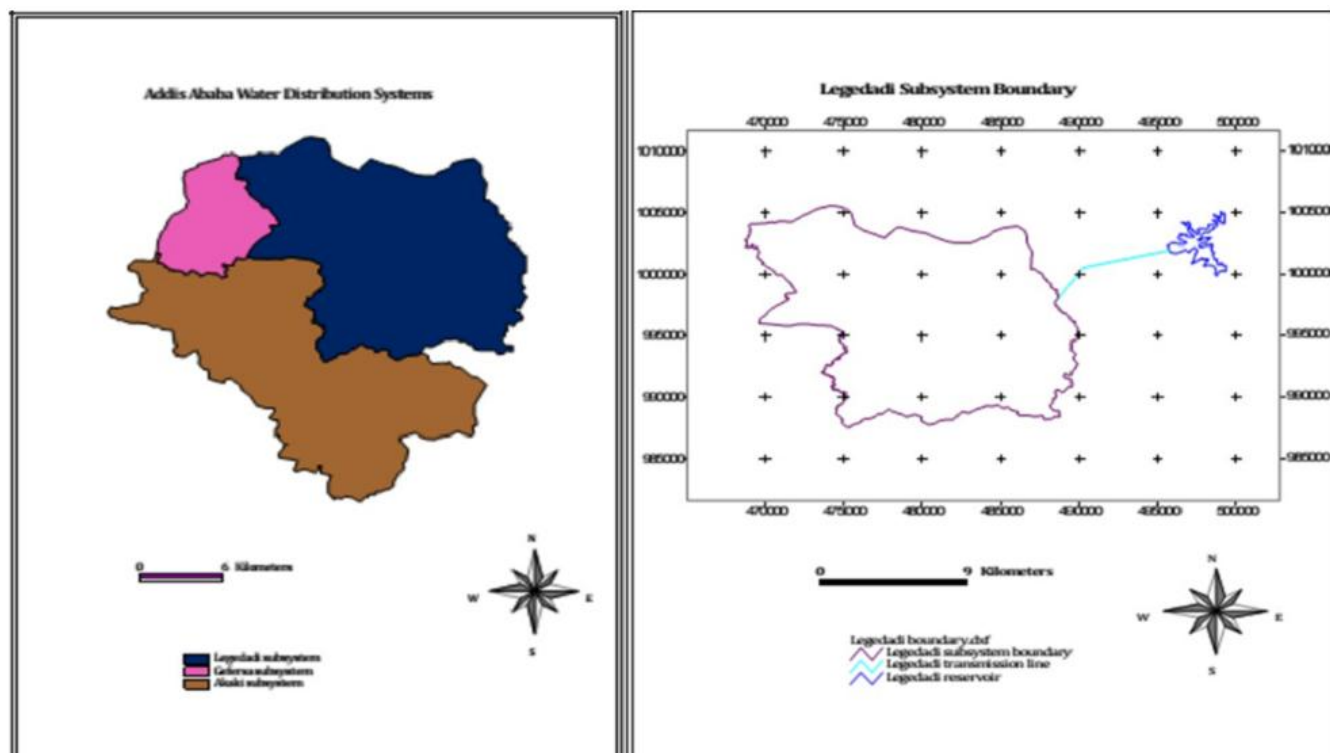 Addis Ababa Water Distribution Systems
0 6 Kilometers
N
W E
S
Legedadi subsystem
Gefersa subsystem
Akaki subsystem
Legedadi Subsystem Boundary
470000 475000 480000 485000 490000 495000 500000
1010000 1010000
1005000 1005000
1000000 1000000
995000 995000
990000 990000
985000 985000
470000 475000 480000 485000 490000 495000 500000
0 9 Kilometers
N
W E
S
Legedadi boundary.dxf
Legedadi subsystem boundary
Legedadi transmission line
Legedadi reservoir